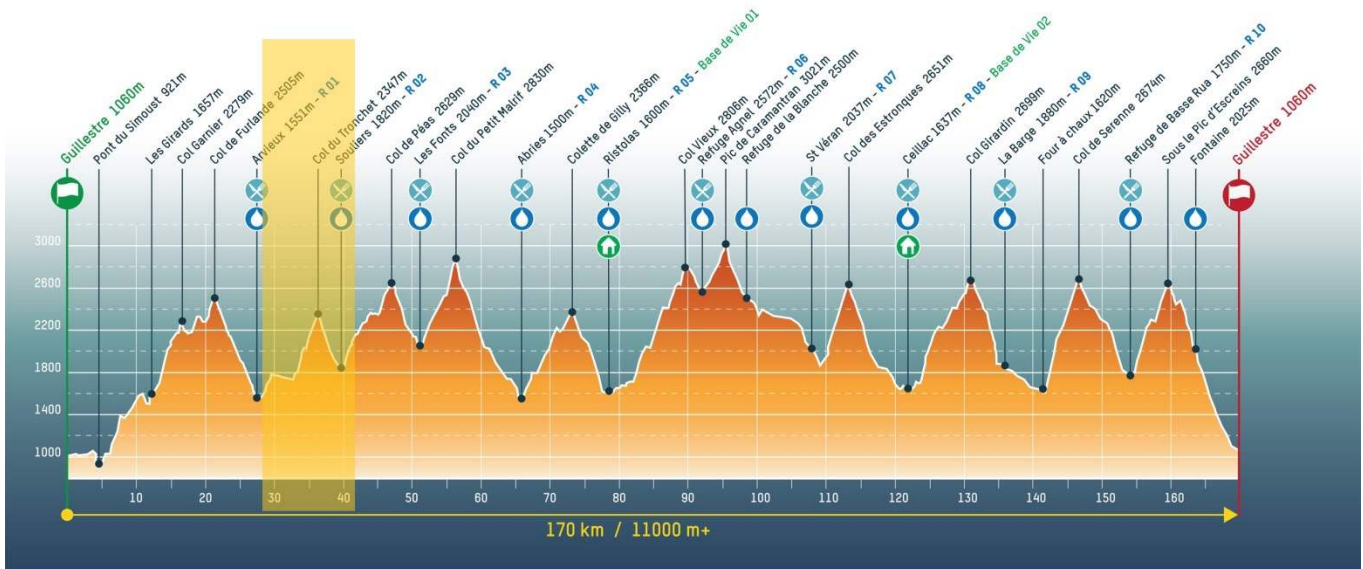 Guillestre 1060m
Pont du Simoust 921m
Les Girards 1657m
Col Garnier 2279m
Col de Furlande 2505m
Arvieux 1551m - R 01
Col du Tronchet 2347m
Souliers 1820m - R 02
Col de Péas 2629m
Les Fonts 2040m - R 03
Col du Petit Malrif 2830m
Abries 1500m - R 04
Colette de Gilly 2366m
Ristolas 1600m - R 05 - Base de Vie 01
Col Vieux 2806m
Refuge Agnel 2572m - R 06
Pic de Caramantran 3021m
Refuge de la Blanche 2500m
St Véran 2037m - R 07
Col des Estronques 2651m
Ceillac 1637m - R 08 - Base de Vie 02
Col Girardin 2699m
La Barge 1880m - R 09
Four à chaux 1620m
Col de Serenne 2674m
Refuge de Basse Rua 1750m - R 10
Sous le Pic d'Escreins 2660m
Fontaine 2025m
Guillestre 1060m
3000
2600
2200
1800
1400
1000
10 20 30 40 50 60 70 80 90 100 110 120 130 140 150 160
170 km / 11000 m+